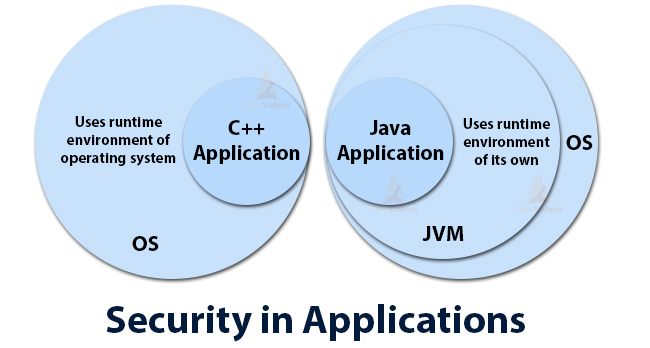 Uses runtime
environment of
operating system
C++
Application
OS
Java
Application
Uses runtime
environment
of its own
OS
JVM
Security in Applications